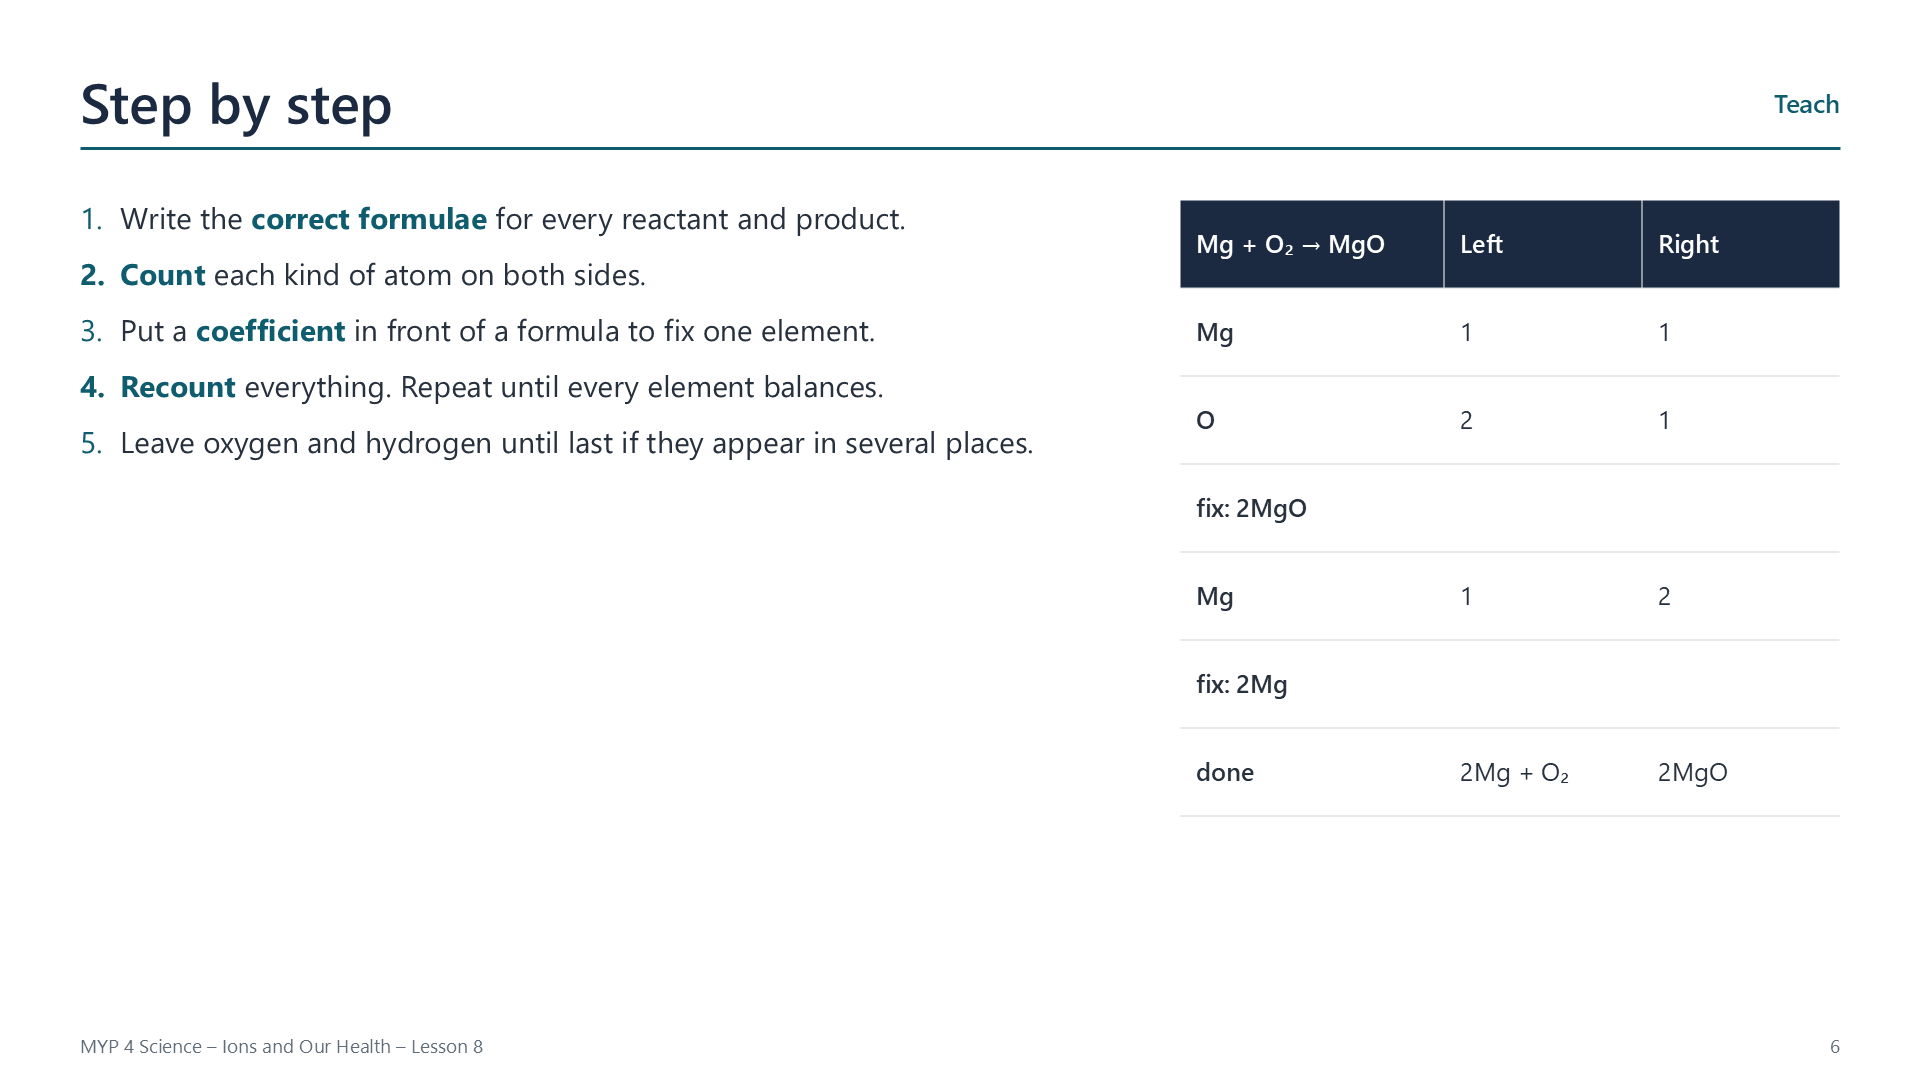 Step by step
Teach
1. Write the correct formulae for every reactant and product.
2. Count each kind of atom on both sides.
3. Put a coefficient in front of a formula to fix one element.
4. Recount everything. Repeat until every element balances.
5. Leave oxygen and hydrogen until last if they appear in several places.
Mg + O₂ → MgO Left Right
Mg 1 1
O 2 1
fix: 2MgO
Mg 1 2
fix: 2Mg
done 2Mg + O₂ 2MgO
MYP 4 Science – Ions and Our Health – Lesson 8
6